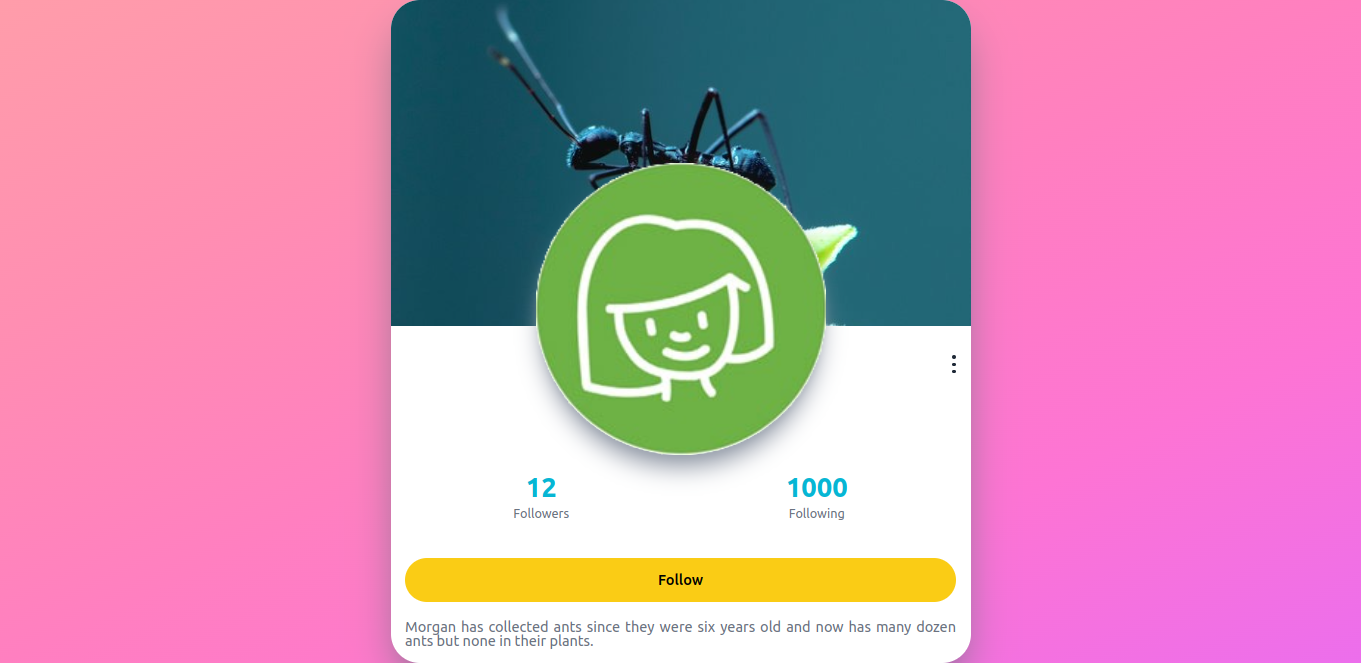 12
1000
Followers
Following
Follow
Morgan has collected ants since they were six years old and now has many dozen
ants but none in their plants.